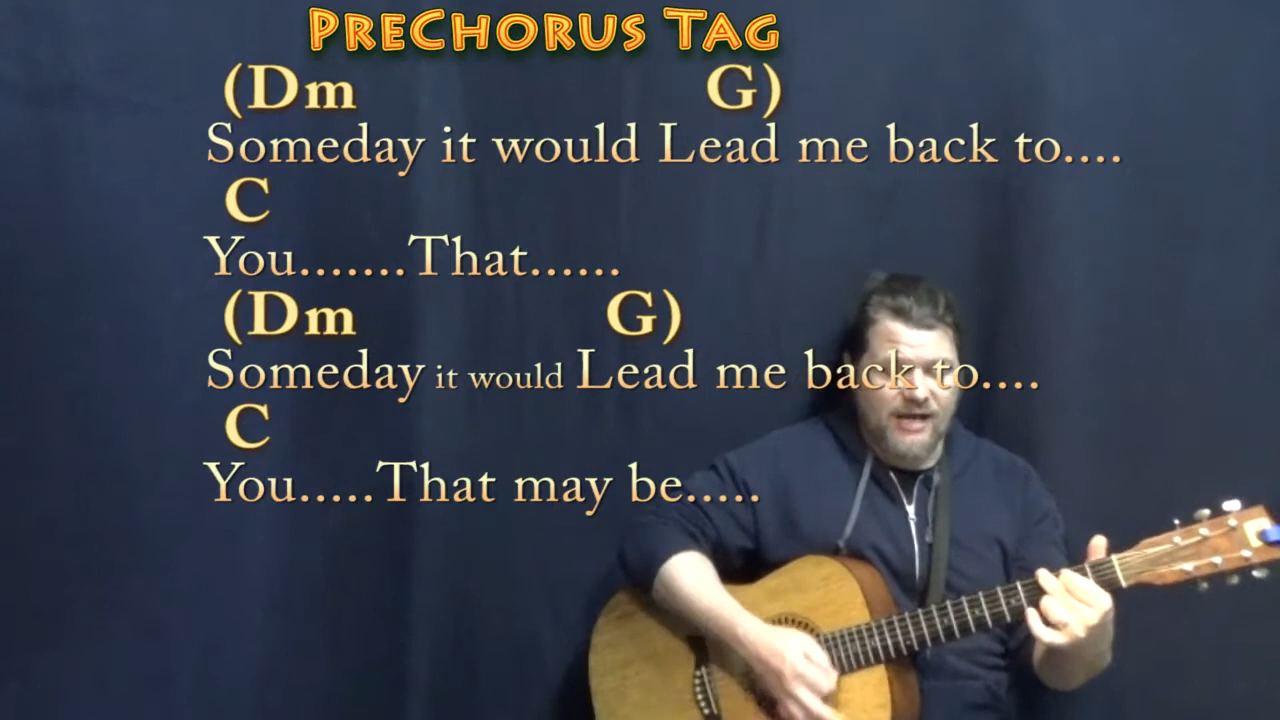 PreChorus Tag
(Dm G)
Someday it would Lead me back to....
C
You.......That......
(Dm G)
Someday it would Lead me back to....
C
You.....That may be.....